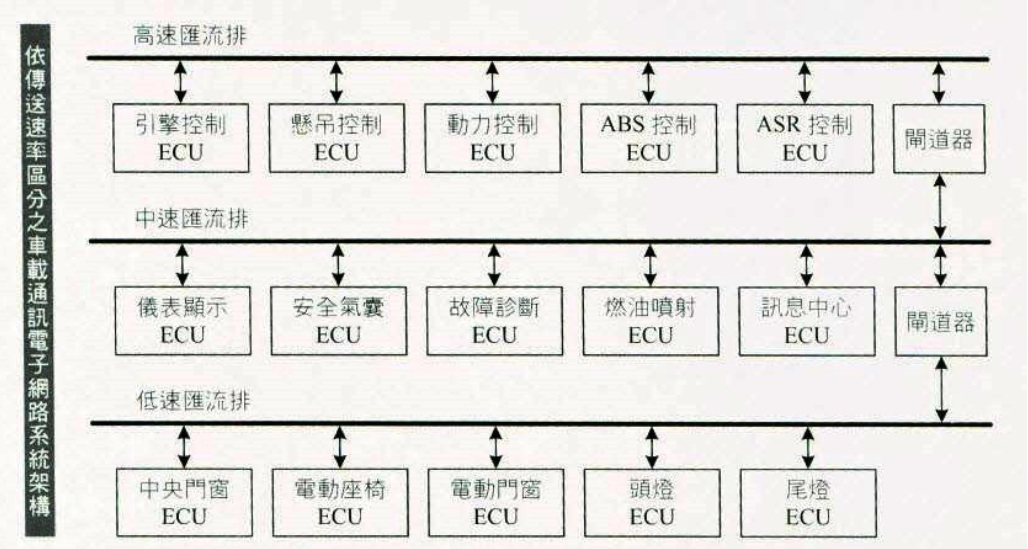 依傳送速率區分之車載通訊電子網路系統架構
高速匯流排
引擎控制
ECU
懸吊控制
ECU
動力控制
ECU
ABS 控制
ECU
ASR 控制
ECU
閘道器
中速匯流排
儀表顯示
ECU
安全氣囊
ECU
故障診斷
ECU
燃油噴射
ECU
訊息中心
ECU
閘道器
低速匯流排
中央門窗
ECU
電動座椅
ECU
電動門窗
ECU
頭燈
ECU
尾燈
ECU